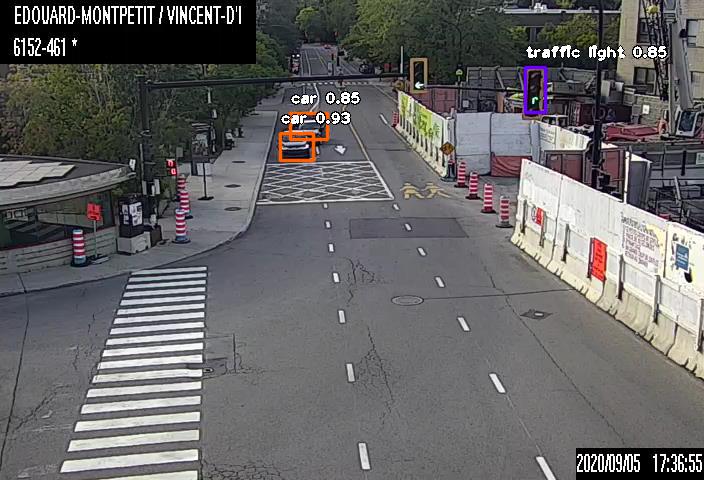 EDOUARD-MONTPETIT / VINCENT-D'I
6152-461 *
traffic light 0.85
car 0.85
car 0.93
2020/09/05 17:36:55